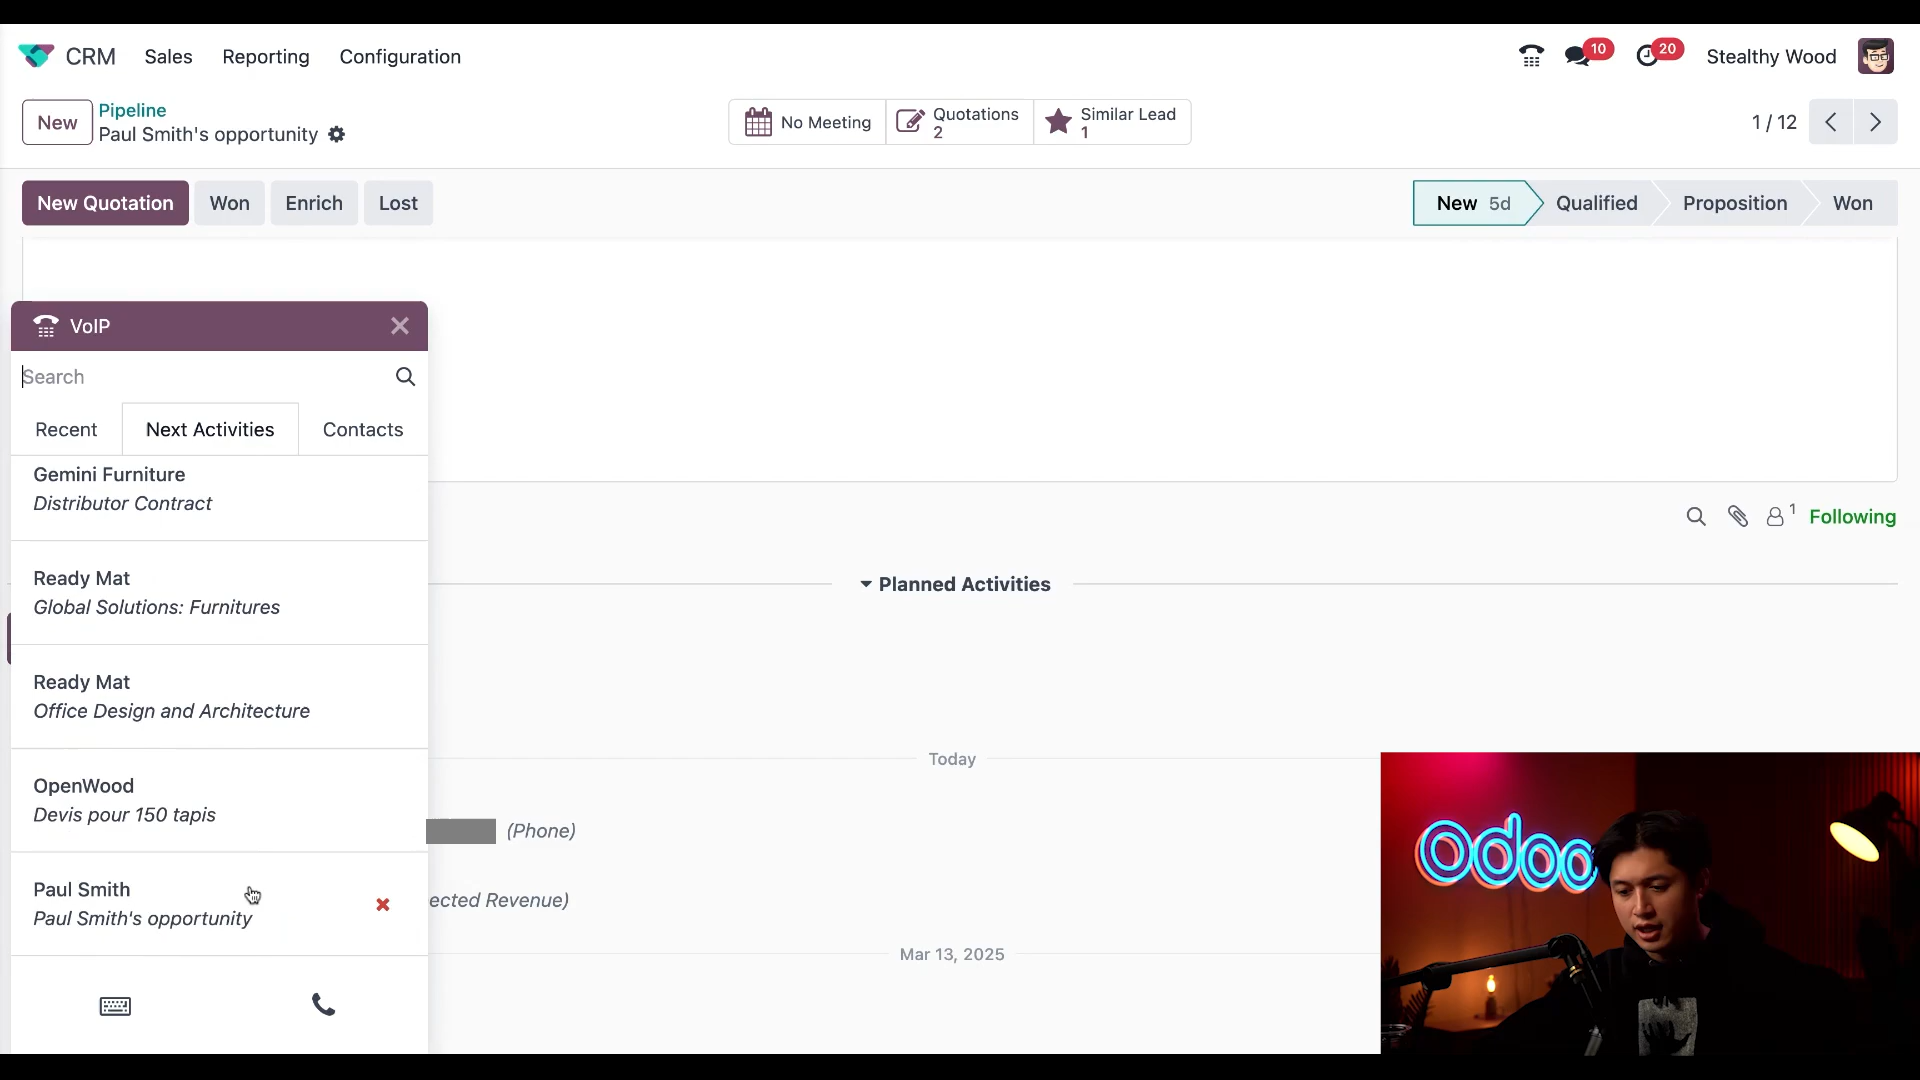 CRM Sales Reporting Configuration
10
20
Stealthy Wood
New
Pipeline
Paul Smith's opportunity
No Meeting
Quotations
2
Similar Lead
1
1 / 12
New Quotation
Won
Enrich
Lost
New 5d
Qualified
Proposition
Won
VoIP
Search
Recent
Next Activities
Contacts
Gemini Furniture
Distributor Contract
Ready Mat
Global Solutions: Furnitures
Ready Mat
Office Design and Architecture
OpenWood
Devis pour 150 tapis
Paul Smith
Paul Smith's opportunity
1
Following
Planned Activities
Today
(Phone)
ected Revenue)
Mar 13, 2025
odoo